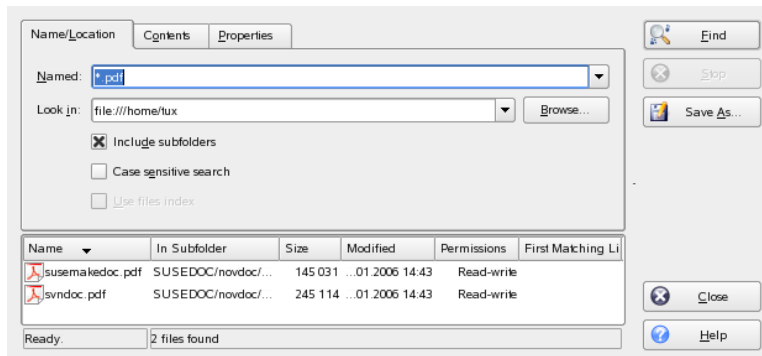 Name/Location Contents Properties
Named: *.pdf
Look in: file:///home/tux Browse...
Include subfolders
Case sensitive search
Use files index
Find
Stop
Save As...
Name In Subfolder Size Modified Permissions First Matching Li
susemakedoc.pdf SUSEDOC/novdoc/... 145 031 ...01.2006 14:43 Read-write
svndoc.pdf SUSEDOC/novdoc/... 245 114 ...01.2006 14:43 Read-write
Ready. 2 files found
Close
Help